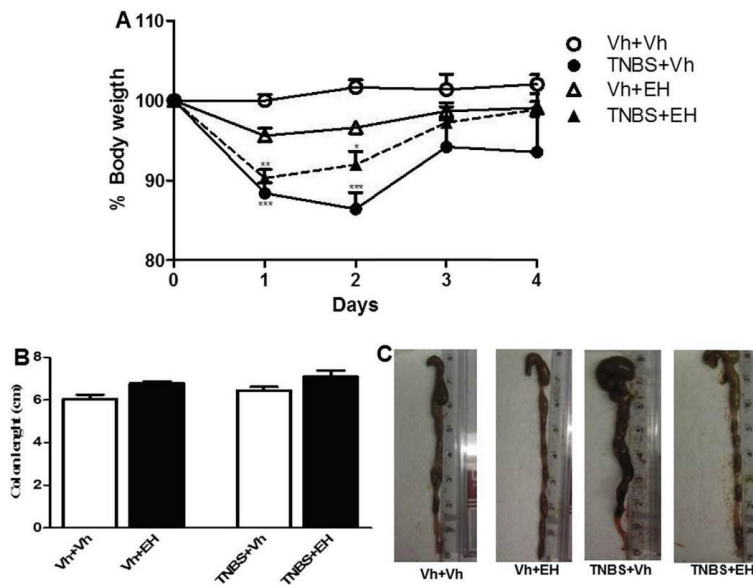 A
110
100
90
80
% Body weigth
0
1
2
3
4
Days
Vh+Vh
TNBS+Vh
Vh+EH
TNBS+EH
**
***
*
***
B
8
6
4
2
0
Colon lenght (cm)
Vh+Vh
Vh+EH
TNBS+Vh
TNBS+EH
C
Vh+Vh
Vh+EH
TNBS+Vh
TNBS+EH